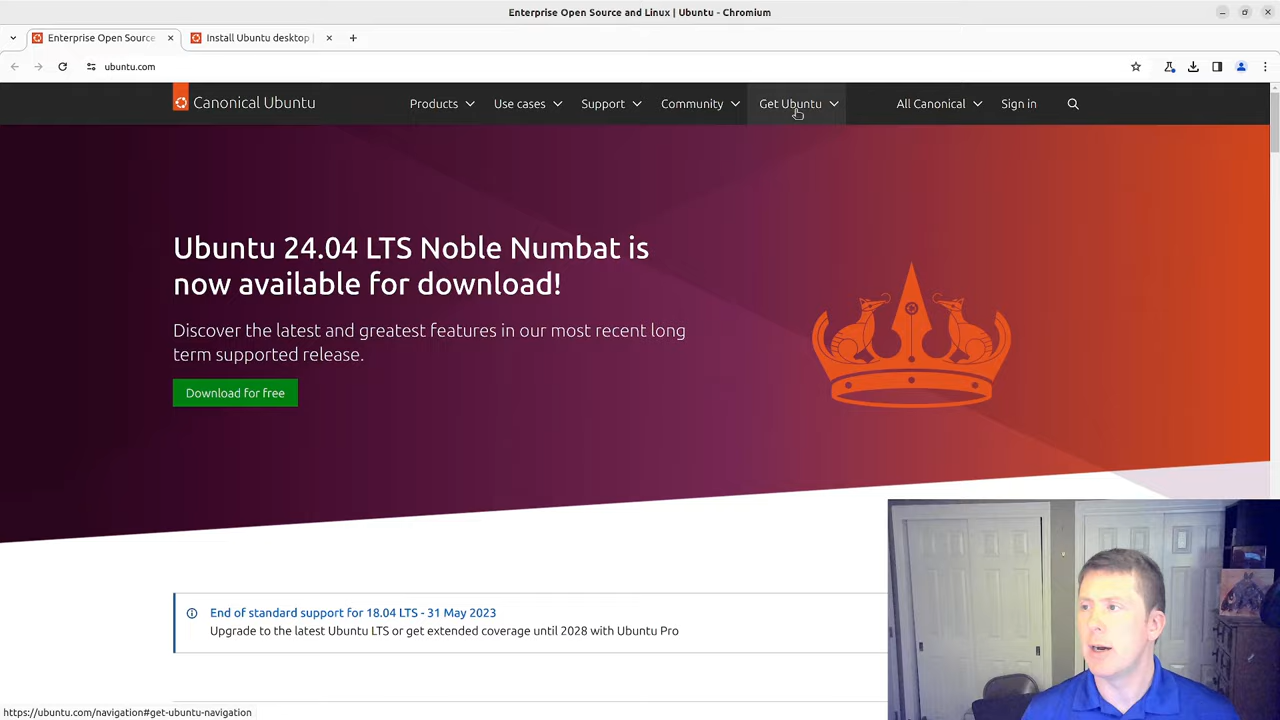 Enterprise Open Source and Linux | Ubuntu - Chromium
Enterprise Open Source
Install Ubuntu desktop |
ubuntu.com
Canonical Ubuntu
Products
Use cases
Support
Community
Get Ubuntu
All Canonical
Sign in
Ubuntu 24.04 LTS Noble Numbat is
now available for download!
Discover the latest and greatest features in our most recent long
term supported release.
Download for free
End of standard support for 18.04 LTS - 31 May 2023
Upgrade to the latest Ubuntu LTS or get extended coverage until 2028 with Ubuntu Pro
https://ubuntu.com/navigation#get-ubuntu-navigation